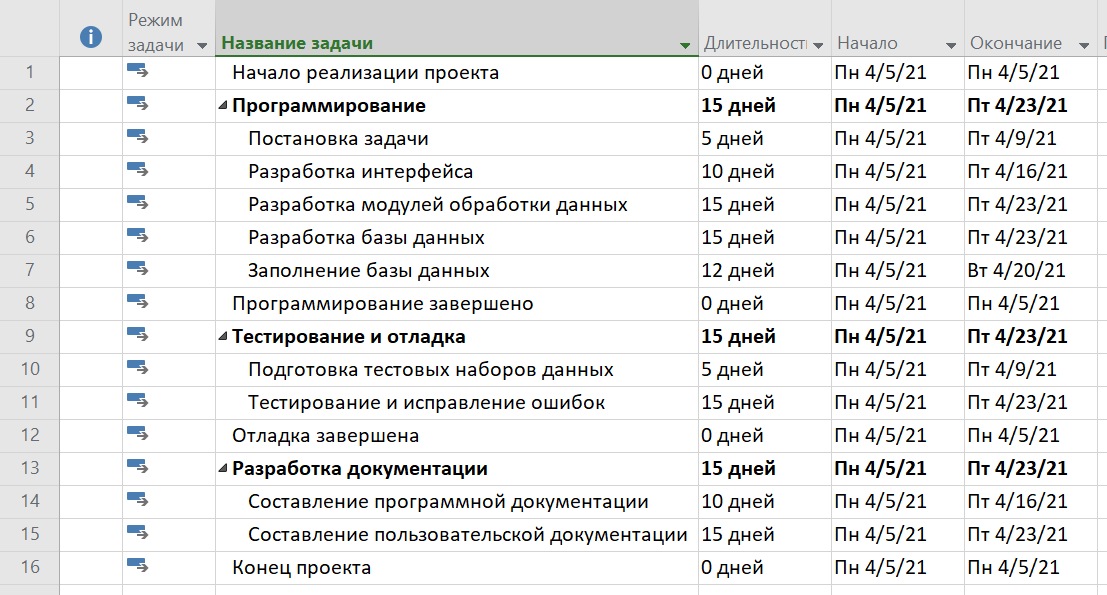 Режим задачи Название задачи Длительность Начало Окончание
1 Начало реализации проекта 0 дней Пн 4/5/21 Пн 4/5/21
2 Программирование 15 дней Пн 4/5/21 Пт 4/23/21
3 Постановка задачи 5 дней Пн 4/5/21 Пт 4/9/21
4 Разработка интерфейса 10 дней Пн 4/5/21 Пт 4/16/21
5 Разработка модулей обработки данных 15 дней Пн 4/5/21 Пт 4/23/21
6 Разработка базы данных 15 дней Пн 4/5/21 Пт 4/23/21
7 Заполнение базы данных 12 дней Пн 4/5/21 Вт 4/20/21
8 Программирование завершено 0 дней Пн 4/5/21 Пн 4/5/21
9 Тестирование и отладка 15 дней Пн 4/5/21 Пт 4/23/21
10 Подготовка тестовых наборов данных 5 дней Пн 4/5/21 Пт 4/9/21
11 Тестирование и исправление ошибок 15 дней Пн 4/5/21 Пт 4/23/21
12 Отладка завершена 0 дней Пн 4/5/21 Пн 4/5/21
13 Разработка документации 15 дней Пн 4/5/21 Пт 4/23/21
14 Составление программной документации 10 дней Пн 4/5/21 Пт 4/16/21
15 Составление пользовательской документации 15 дней Пн 4/5/21 Пт 4/23/21
16 Конец проекта 0 дней Пн 4/5/21 Пн 4/5/21